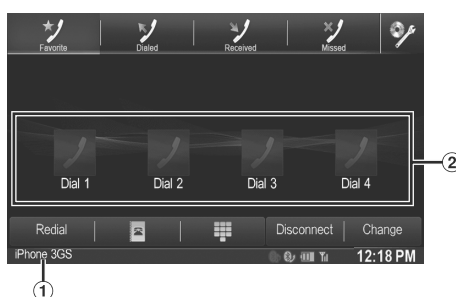 Favorite Dialed Received Missed
Dial 1 Dial 2 Dial 3 Dial 4
②
Redial Disconnect Change
iPhone 3GS 12:18 PM
①